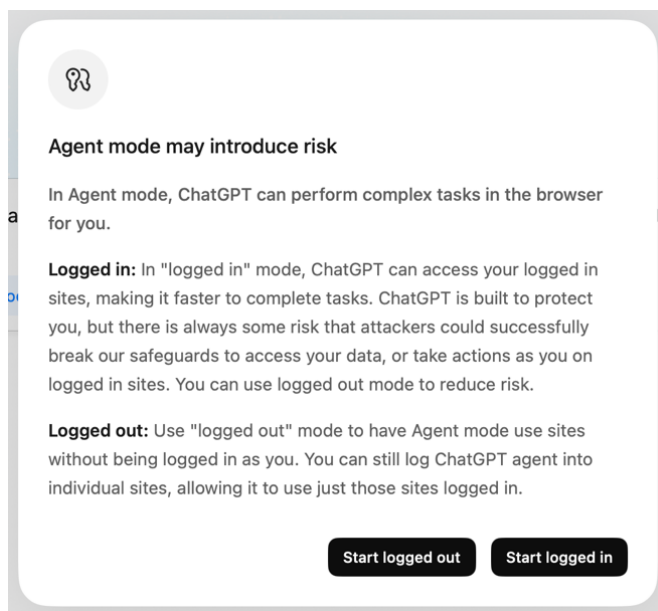 Agent mode may introduce risk
In Agent mode, ChatGPT can perform complex tasks in the browser
for you.
Logged in: In "logged in" mode, ChatGPT can access your logged in
sites, making it faster to complete tasks. ChatGPT is built to protect
you, but there is always some risk that attackers could successfully
break our safeguards to access your data, or take actions as you on
logged in sites. You can use logged out mode to reduce risk.
Logged out: Use "logged out" mode to have Agent mode use sites
without being logged in as you. You can still log ChatGPT agent into
individual sites, allowing it to use just those sites logged in.
Start logged out Start logged in